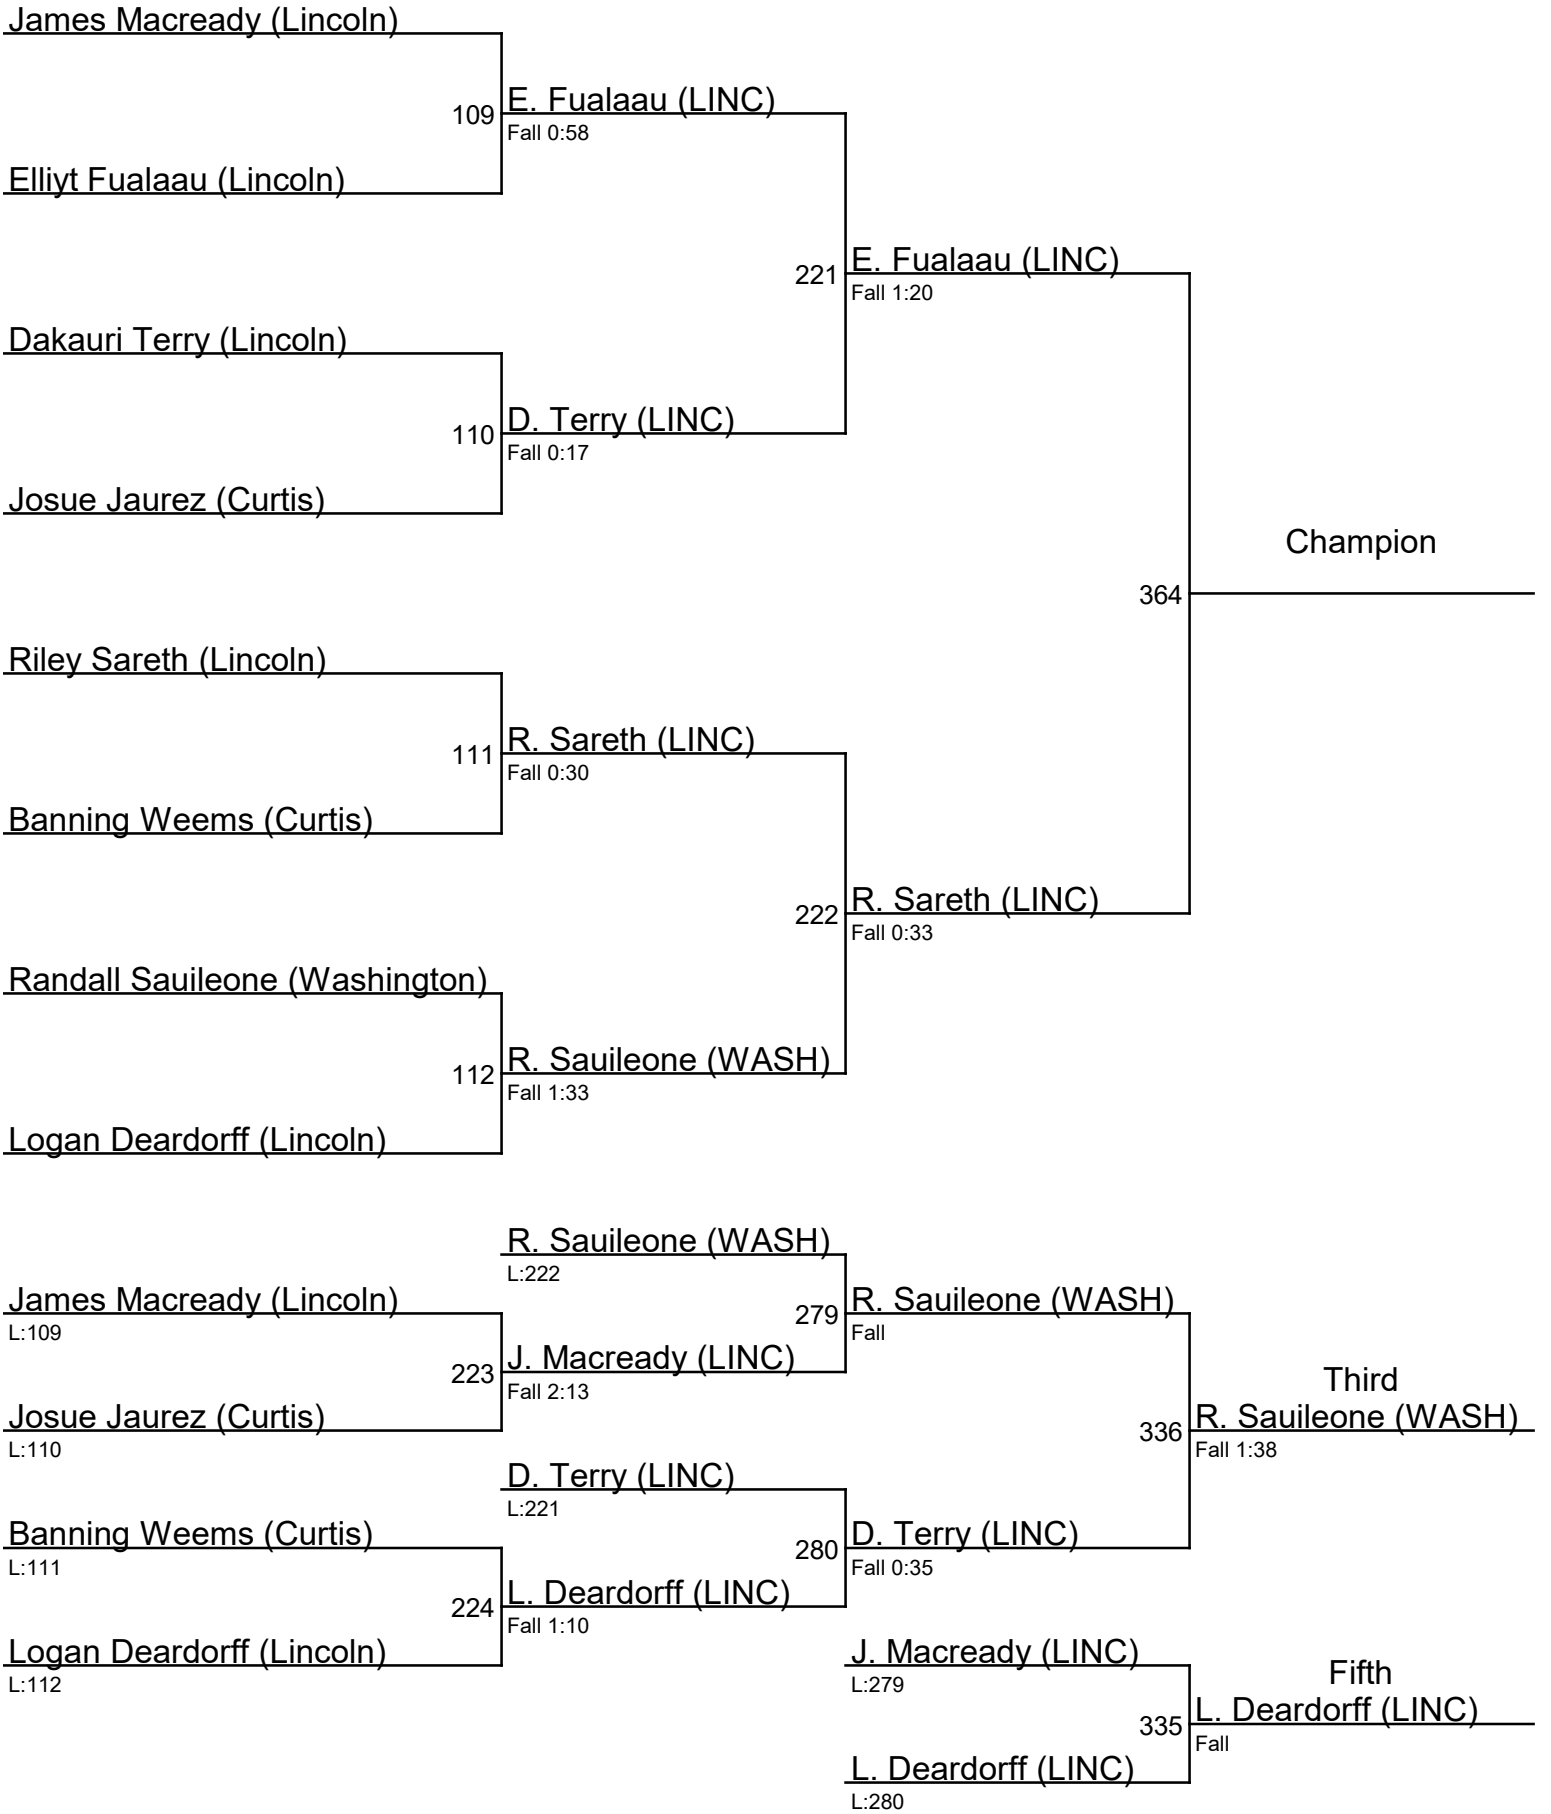 James Macready (Lincoln)
109
E. Fualaau (LINC)
Fall 0:58
Elliyt Fualaau (Lincoln)
221
E. Fualaau (LINC)
Fall 1:20
Dakauri Terry (Lincoln)
110
D. Terry (LINC)
Fall 0:17
Josue Jaurez (Curtis)
Champion
364
Riley Sareth (Lincoln)
111
R. Sareth (LINC)
Fall 0:30
Banning Weems (Curtis)
222
R. Sareth (LINC)
Fall 0:33
Randall Sauileone (Washington)
112
R. Sauileone (WASH)
Fall 1:33
Logan Deardorff (Lincoln)
R. Sauileone (WASH)
L:222
James Macready (Lincoln)
L:109
279
R. Sauileone (WASH)
Fall
223
J. Macready (LINC)
Fall 2:13
Third
Josue Jaurez (Curtis)
L:110
336
R. Sauileone (WASH)
Fall 1:38
D. Terry (LINC)
L:221
Banning Weems (Curtis)
L:111
280
D. Terry (LINC)
Fall 0:35
224
L. Deardorff (LINC)
Fall 1:10
Logan Deardorff (Lincoln)
L:112
J. Macready (LINC)
L:279
Fifth
335
L. Deardorff (LINC)
Fall
L. Deardorff (LINC)
L:280